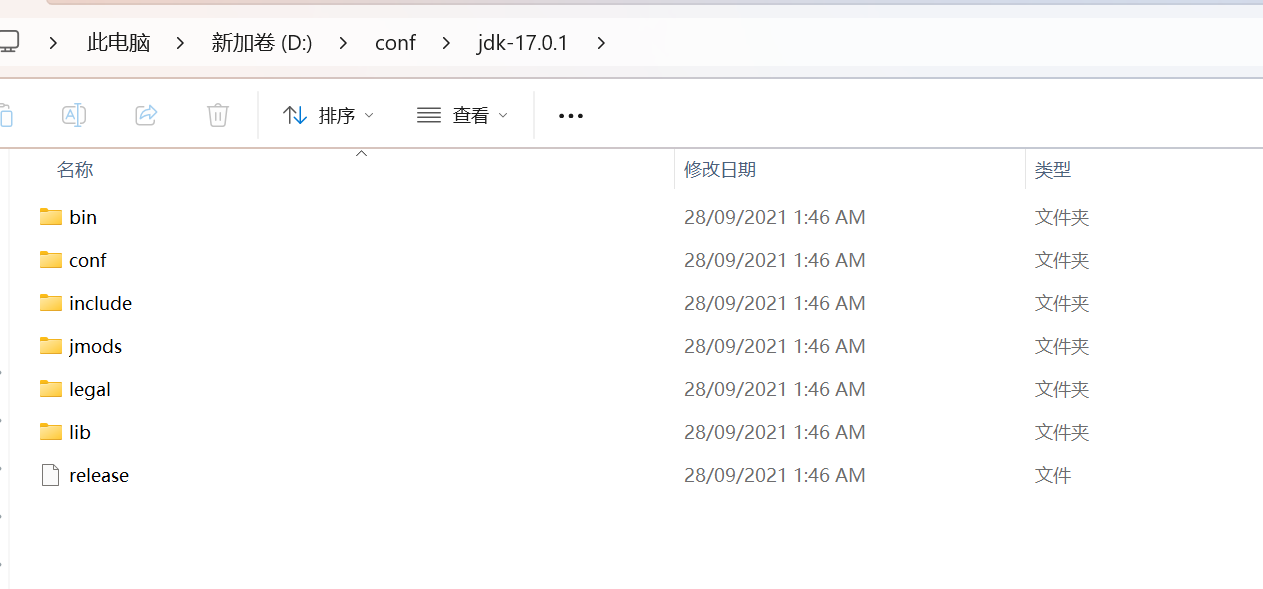 此电脑 > 新加卷 (D:) > conf > jdk-17.0.1 >
排序 查看
名称 修改日期 类型
bin 28/09/2021 1:46 AM 文件夹
conf 28/09/2021 1:46 AM 文件夹
include 28/09/2021 1:46 AM 文件夹
jmods 28/09/2021 1:46 AM 文件夹
legal 28/09/2021 1:46 AM 文件夹
lib 28/09/2021 1:46 AM 文件夹
release 28/09/2021 1:46 AM 文件